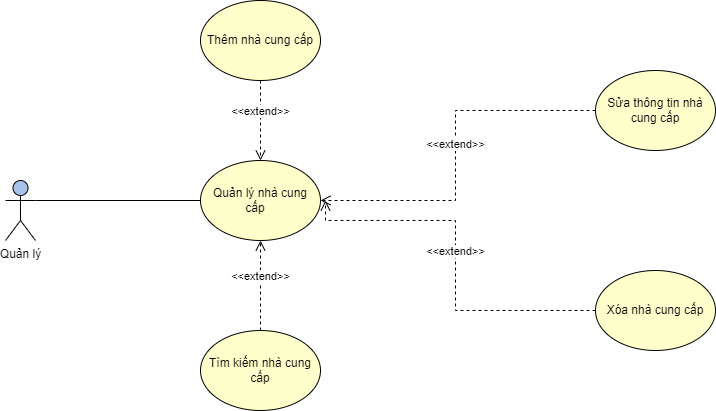 Thêm nhà cung cấp
<<extend>>
Sửa thông tin nhà
cung cấp
<<extend>>
Quản lý nhà cung
cấp
Quản lý
<<extend>>
<<extend>>
Xóa nhà cung cấp
Tìm kiếm nhà cung
cấp